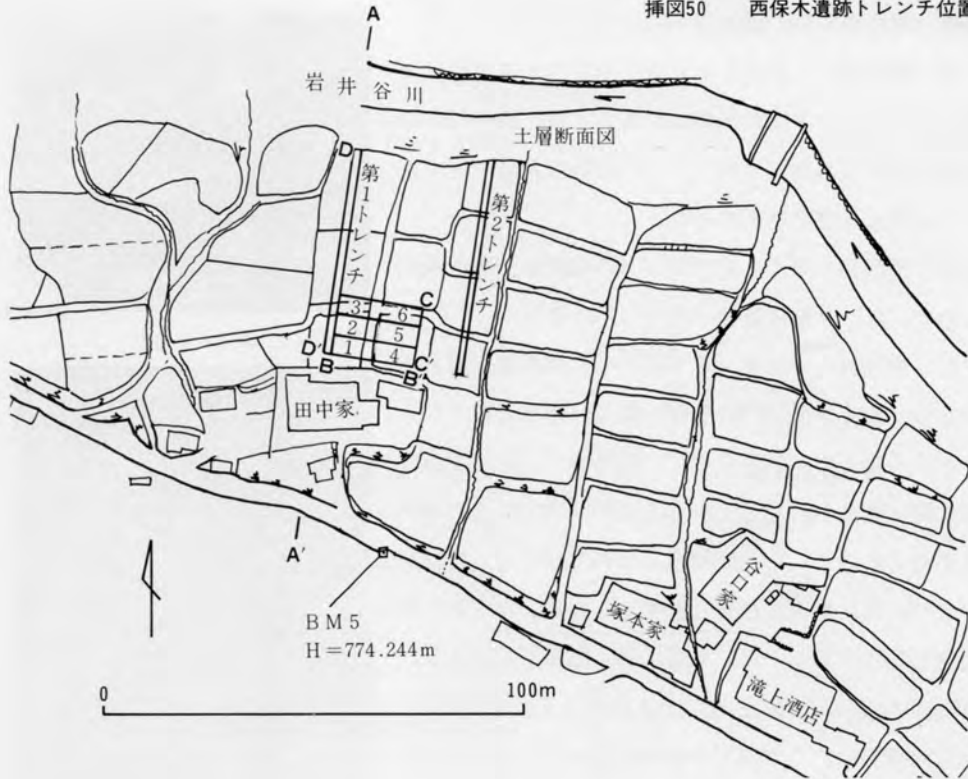 挿図50 西保木遺跡トレンチ位置
A
岩井谷川
土層断面図
D
第1トレンチ
第2トレンチ
C
3 6
2 5
1 4
D'
B
C'
B'
田中家
A'
BM5
H=774.244m
谷口家
塚本家
滝上酒店
0 100m